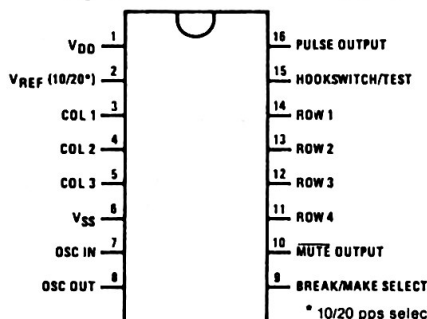 1 16
VDD PULSE OUTPUT
2 15
VREF (10/20*) HOOKSWITCH/TEST
3 14
COL 1 ROW 1
4 13
COL 2 ROW 2
5 12
COL 3 ROW 3
6 11
VSS ROW 4
7 10
OSC IN MUTE OUTPUT
8 9
OSC OUT BREAK/MAKE SELECT
* 10/20 pps selec